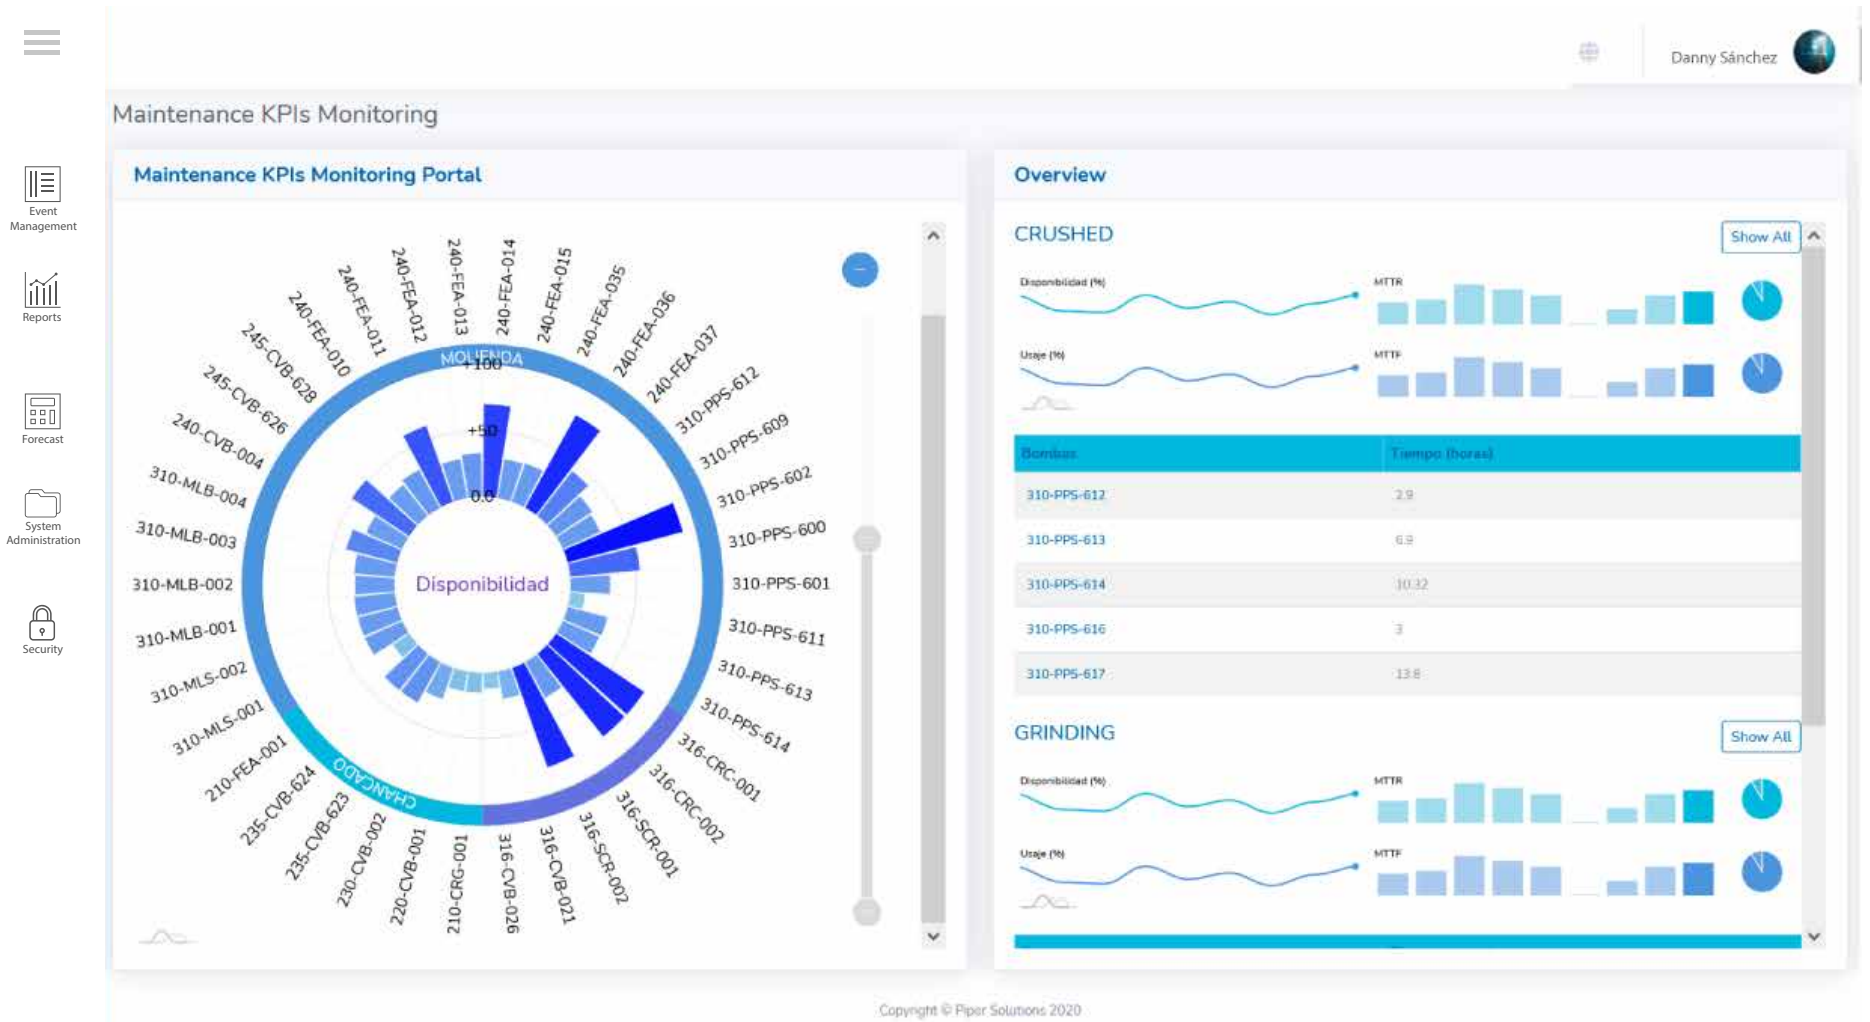 Danny Sánchez
Event
Management
Reports
Forecast
System
Administration
Security
Maintenance KPIs Monitoring
Maintenance KPIs Monitoring Portal
240-FEA-014
240-FEA-015
240-FEA-035
240-FEA-036
240-FEA-037
310-PPS-612
310-PPS-609
310-PPS-602
310-PPS-600
310-PPS-601
310-PPS-611
310-PPS-613
310-PPS-614
316-CRC-001
316-CRC-002
316-SCR-001
316-SCR-002
316-CVB-021
316-CVB-026
210-CRG-001
220-CVB-001
230-CVB-002
235-CVB-623
235-CVB-624
210-FEA-001
310-MLS-001
310-MLS-002
310-MLB-001
310-MLB-002
310-MLB-003
310-MLB-004
240-CVB-004
245-CVB-626
245-CVB-628
240-FEA-010
240-FEA-011
240-FEA-012
240-FEA-013
MOLIENDA
+100
+50
0.0
Disponibilidad
CHANCADO
Overview
CRUSHED
Show All
Disponibilidad (%)
MTTR
Usaje (%)
MTTF
Bombas Tiempo (horas)
310-PPS-612 2.9
310-PPS-613 6.9
310-PPS-614 10.32
310-PPS-616 3
310-PPS-617 13.8
GRINDING
Show All
Disponibilidad (%)
MTTR
Usaje (%)
MTTF
Copyright © Piper Solutions 2020